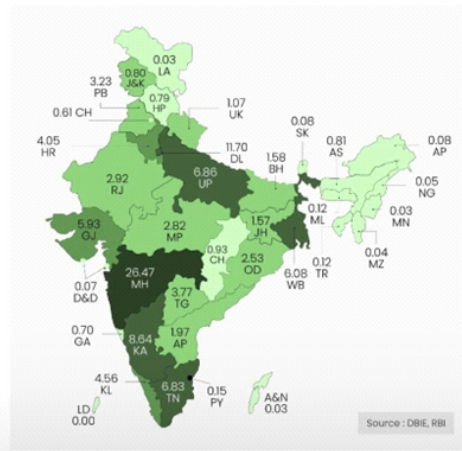 0.03
LA
0.80
J&K
3.23
PB
0.79
HP
0.61 CH
1.07
UK
4.05
HR
11.70
DL
0.08
SK
0.81
AS
0.08
AP
2.92
RJ
6.86
UP
1.58
BH
0.05
NG
0.12
ML
0.03
MN
5.93
GJ
2.82
MP
0.93
CH
1.57
JH
0.04
MZ
0.12
TR
2.53
OD
6.08
WB
0.07
D&D
26.47
MH
3.77
TG
0.70
GA
8.64
KA
1.97
AP
4.56
KL
6.83
TN
0.15
PY
LD
0.00
A&N
0.03
Source : DBIE, RBI